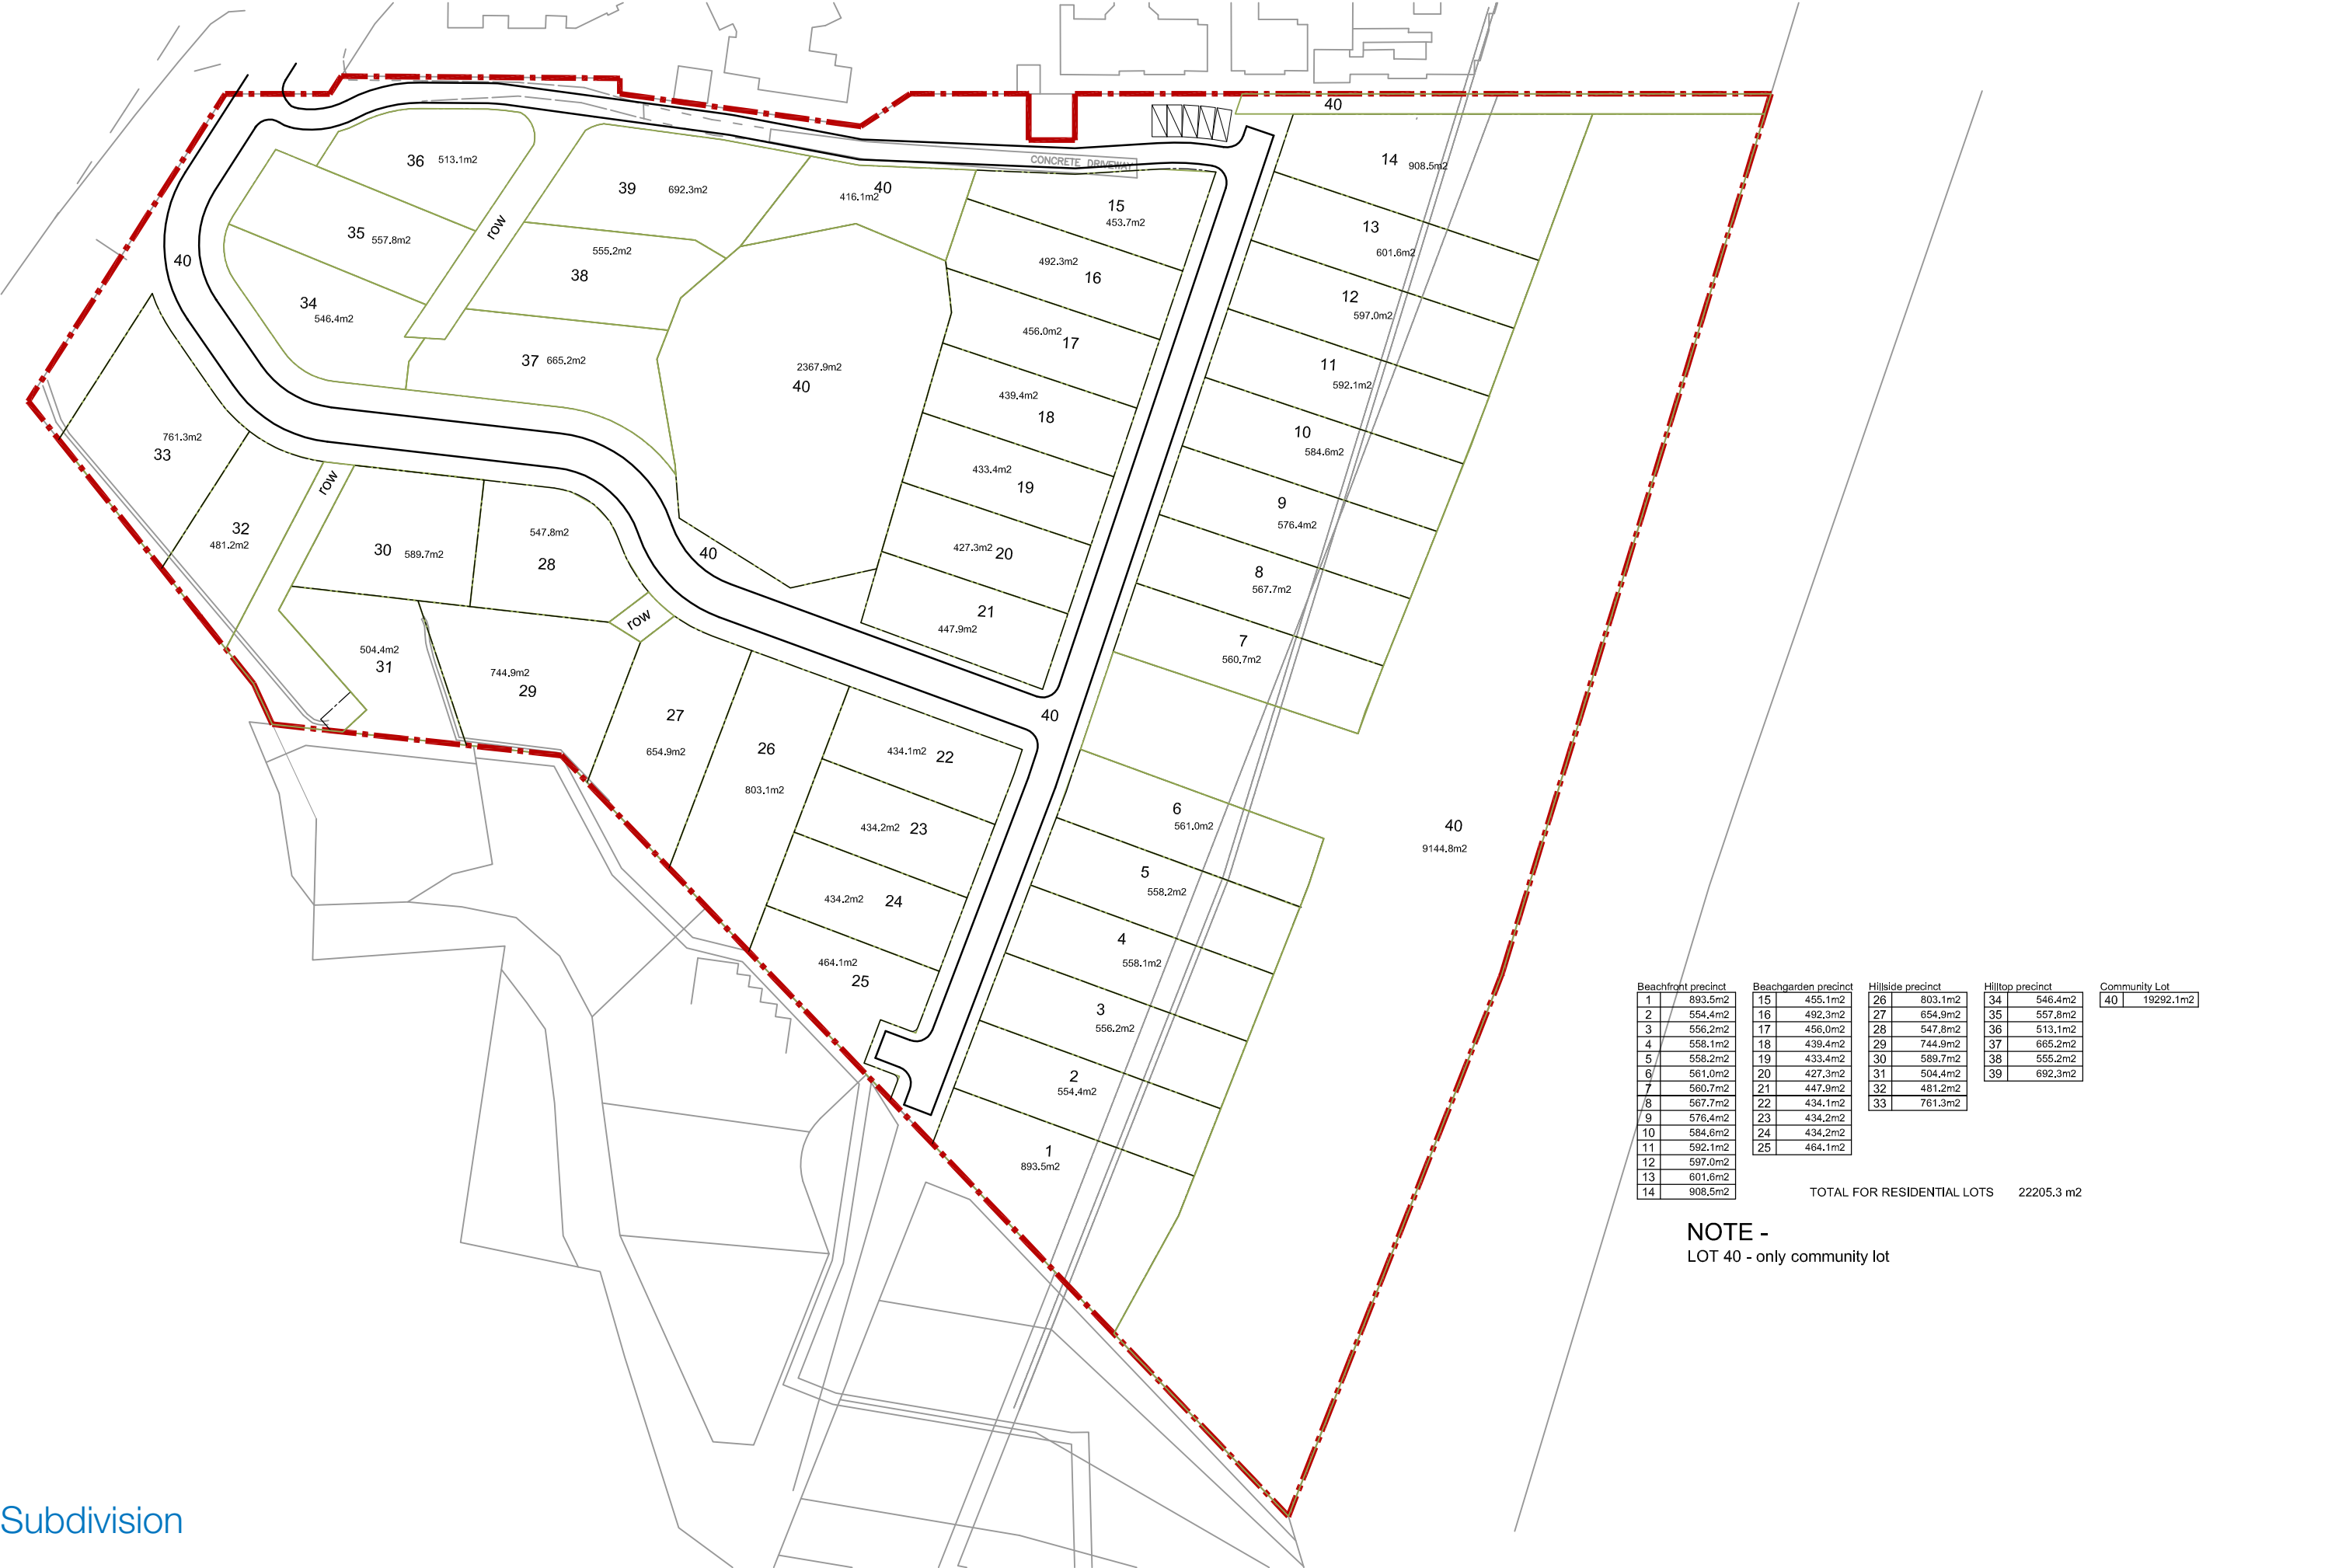 40
14 908.5m2
36 513.1m2
CONCRETE DRIVEWAY
39 692.3m2
40
416.1m2
15
453.7m2
row
35 557.8m2
13
601.6m2
555.2m2
38
40
492.3m2
16
34
546.4m2
12
597.0m2
456.0m2
17
37 665.2m2
2367.9m2
40
11
592.1m2
439.4m2
18
761.3m2
33
10
584.6m2
433.4m2
19
row
9
576.4m2
32
481.2m2
30 589.7m2
547.8m2
28
40
427.3m2 20
8
567.7m2
21
447.9m2
row
7
560.7m2
504.4m2
31
744.9m2
29
27
654.9m2
26
803.1m2
40
434.1m2 22
6
561.0m2
40
9144.8m2
434.2m2 23
5
558.2m2
434.2m2 24
4
558.1m2
464.1m2
25
3
556.2m2
2
554.4m2
1
893.5m2
Beachfront precinct
1 893.5m2
2 554.4m2
3 556.2m2
4 558.1m2
5 558.2m2
6 561.0m2
7 560.7m2
8 567.7m2
9 576.4m2
10 584.6m2
11 592.1m2
12 597.0m2
13 601.6m2
14 908.5m2
Beachgarden precinct
15 455.1m2
16 492.3m2
17 456.0m2
18 439.4m2
19 433.4m2
20 427.3m2
21 447.9m2
22 434.1m2
23 434.2m2
24 434.2m2
25 464.1m2
Hillside precinct
26 803.1m2
27 654.9m2
28 547.8m2
29 744.9m2
30 589.7m2
31 504.4m2
32 481.2m2
33 761.3m2
Hilltop precinct
34 546.4m2
35 557.8m2
36 513.1m2
37 665.2m2
38 555.2m2
39 692.3m2
Community Lot
40 19292.1m2
TOTAL FOR RESIDENTIAL LOTS 22205.3 m2
NOTE -
LOT 40 - only community lot
Subdivision